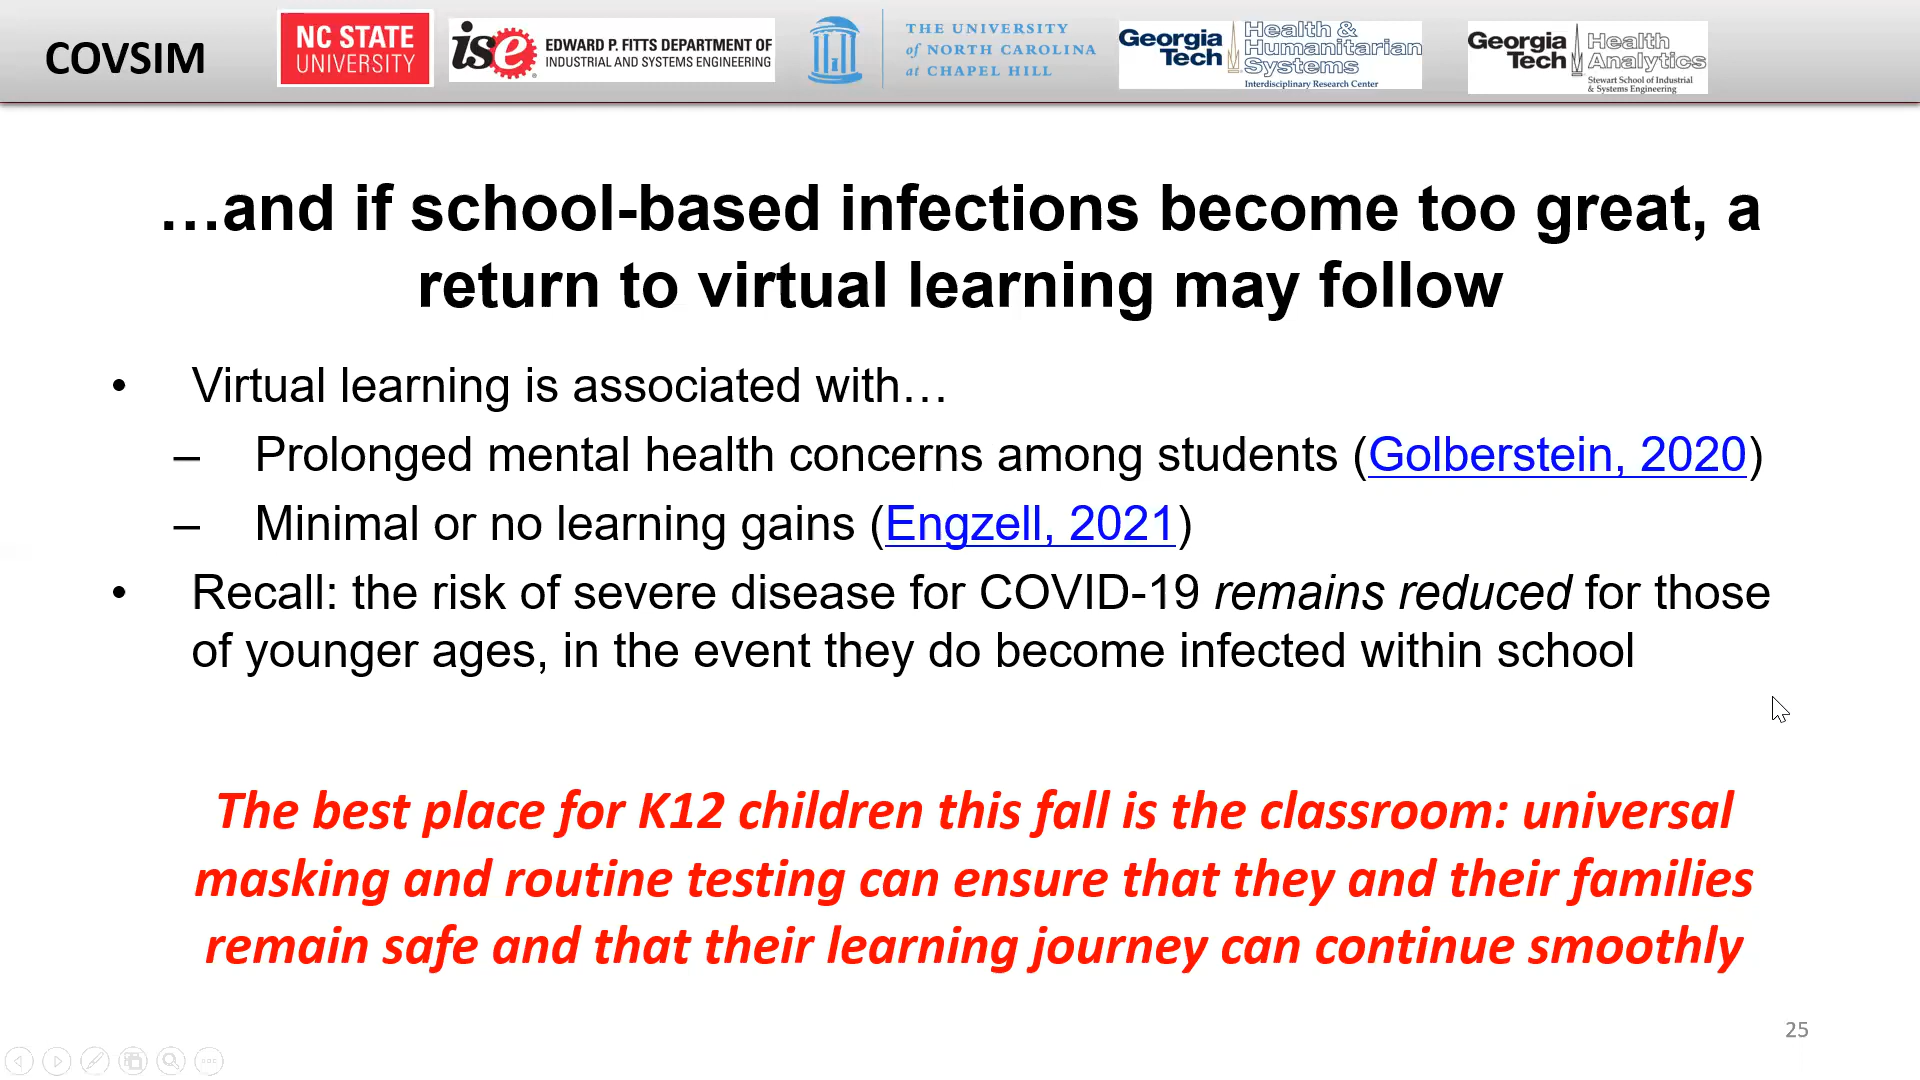 COVSIM
NC STATE
UNIVERSITY
ise
EDWARD P. FITTS DEPARTMENT OF
INDUSTRIAL AND SYSTEMS ENGINEERING
THE UNIVERSITY
of NORTH CAROLINA
at CHAPEL HILL
Georgia
Tech
Health &
Humanitarian
Systems
Interdisciplinary Research Center
Georgia
Tech
Health
Analytics
Stewart School of Industrial
& Systems Engineering
…and if school-based infections become too great, a
return to virtual learning may follow
• Virtual learning is associated with…
– Prolonged mental health concerns among students (Golberstein, 2020)
– Minimal or no learning gains (Engzell, 2021)
• Recall: the risk of severe disease for COVID-19 remains reduced for those
of younger ages, in the event they do become infected within school
The best place for K12 children this fall is the classroom: universal
masking and routine testing can ensure that they and their families
remain safe and that their learning journey can continue smoothly
25